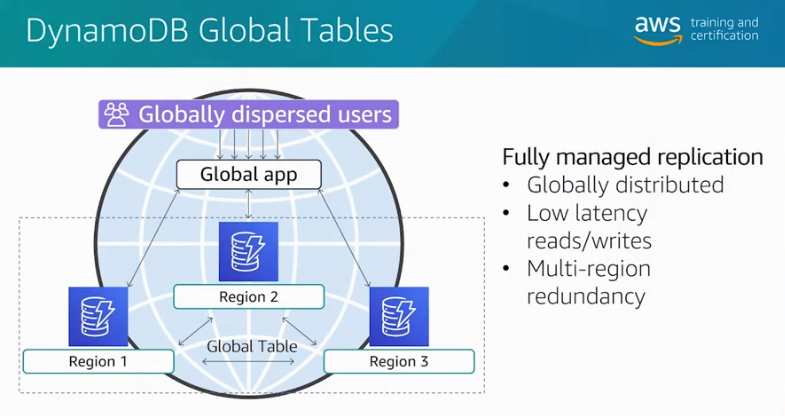 DynamoDB Global Tables
aws
training and
certification
Globally dispersed users
Global app
Region 2
Region 1
Global Table
Region 3
Fully managed replication
• Globally distributed
• Low latency
reads/writes
• Multi-region
redundancy